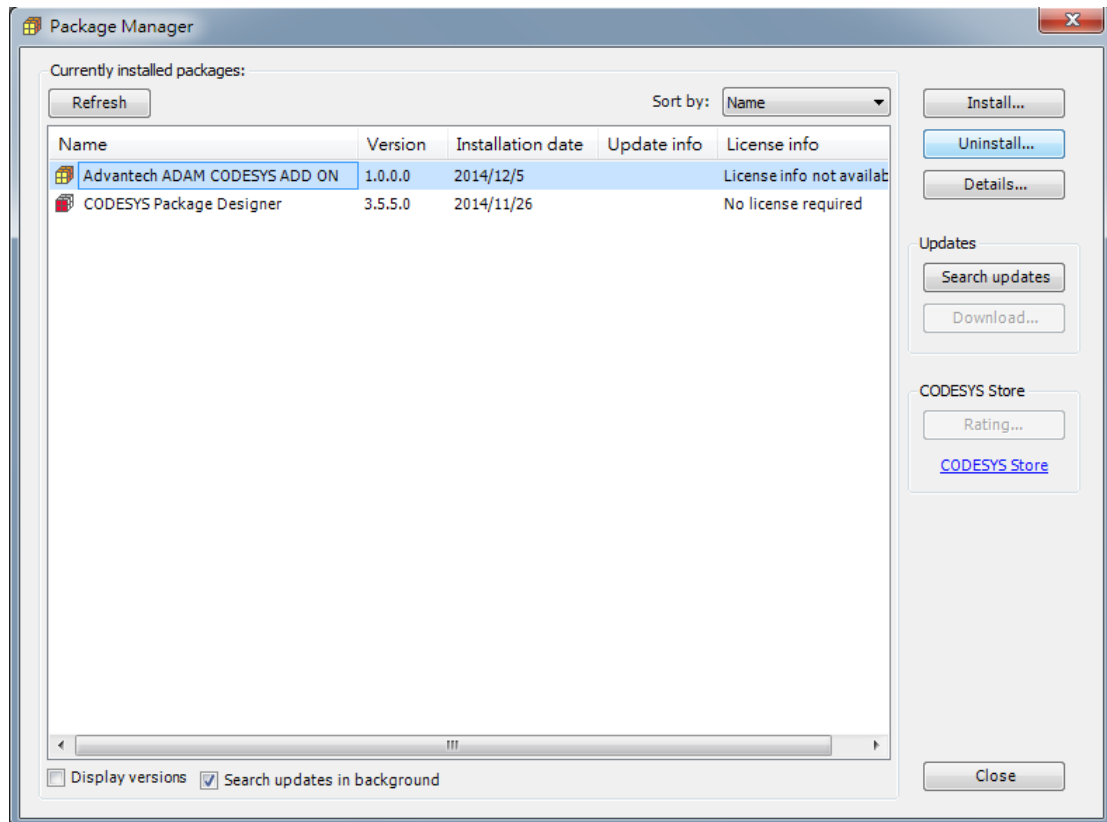 Package Manager
Currently installed packages:
Refresh
Sort by: Name
Install...
Name Version Installation date Update info License info
Uninstall...
Advantech ADAM CODESYS ADD ON 1.0.0.0 2014/12/5 License info not availab
Details...
CODESYS Package Designer 3.5.5.0 2014/11/26 No license required
Updates
Search updates
Download...
CODESYS Store
Rating...
CODESYS Store
Display versions Search updates in background
Close